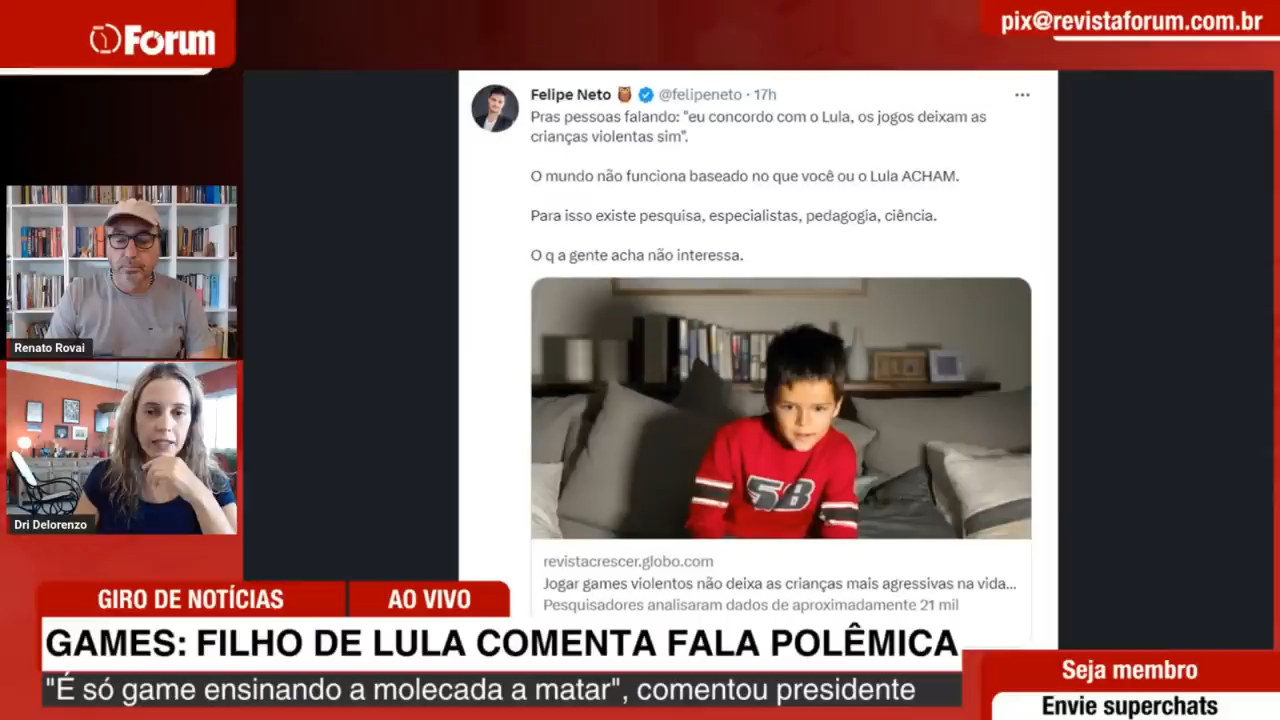 Forum
pix@revistaforum.com.br
Felipe Neto @felipeneto · 17h
Pras pessoas falando: "eu concordo com o Lula, os jogos deixam as
crianças violentas sim".
O mundo não funciona baseado no que você ou o Lula ACHAM.
Para isso existe pesquisa, especialistas, pedagogia, ciência.
O q a gente acha não interessa.
58
revistacrescer.globo.com
Jogar games violentos não deixa as crianças mais agressivas na vida...
Pesquisadores analisaram dados de aproximadamente 21 mil
Renato Rovai
Dri Delorenzo
GIRO DE NOTÍCIAS
AO VIVO
GAMES: FILHO DE LULA COMENTA FALA POLÊMICA
"É só game ensinando a molecada a matar", comentou presidente
Seja membro
Envie superchats